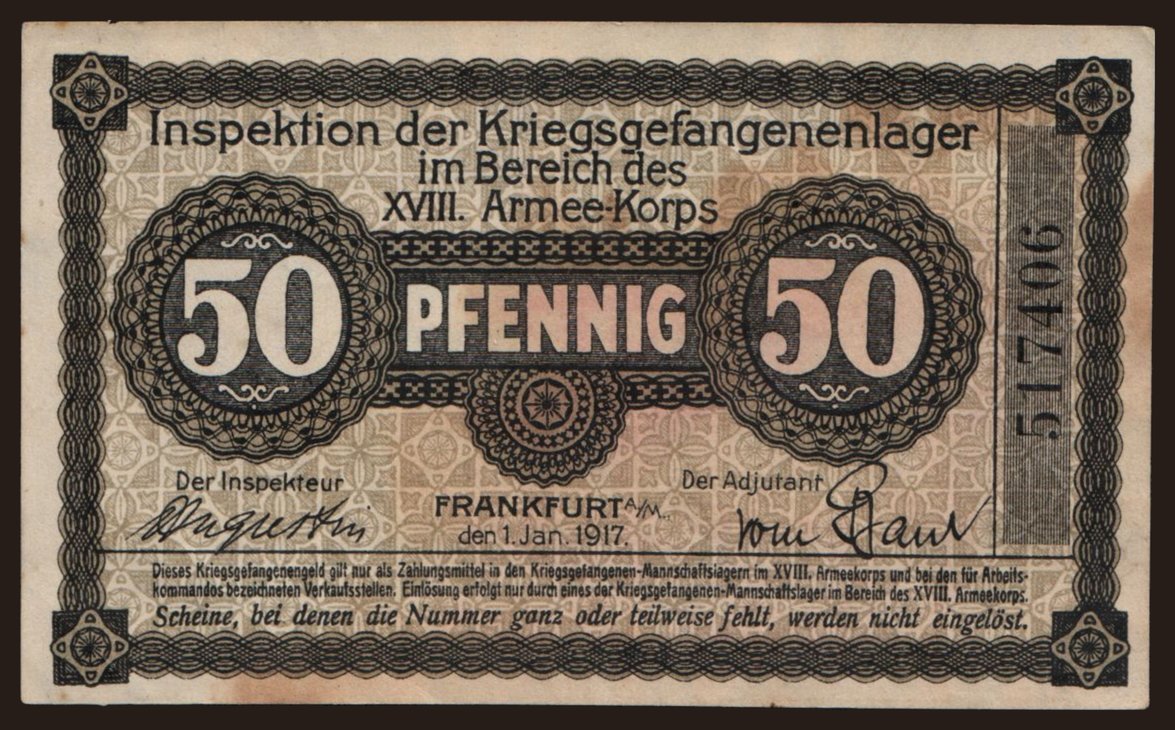 Inspektion der Kriegsgefangenenlager
im Bereich des
XVIII. Armee-Korps
50 PFENNIG 50
517406
Der Inspekteur
Der Adjutant
FRANKFURT A/M.
den 1. Jan. 1917.
Dieses Kriegsgefangenengeld gilt nur als Zahlungsmittel in den Kriegsgefangenen-Mannschaftslagern im XVIII. Armeekorps und bei den für Arbeits-
kommandos bezeichneten Verkaufsstellen. Einlösung erfolgt nur durch eines der Kriegsgefangenen-Mannschaftslager im Bereich des XVIII. Armeekorps.
Scheine, bei denen die Nummer ganz oder teilweise fehlt, werden nicht eingelöst.